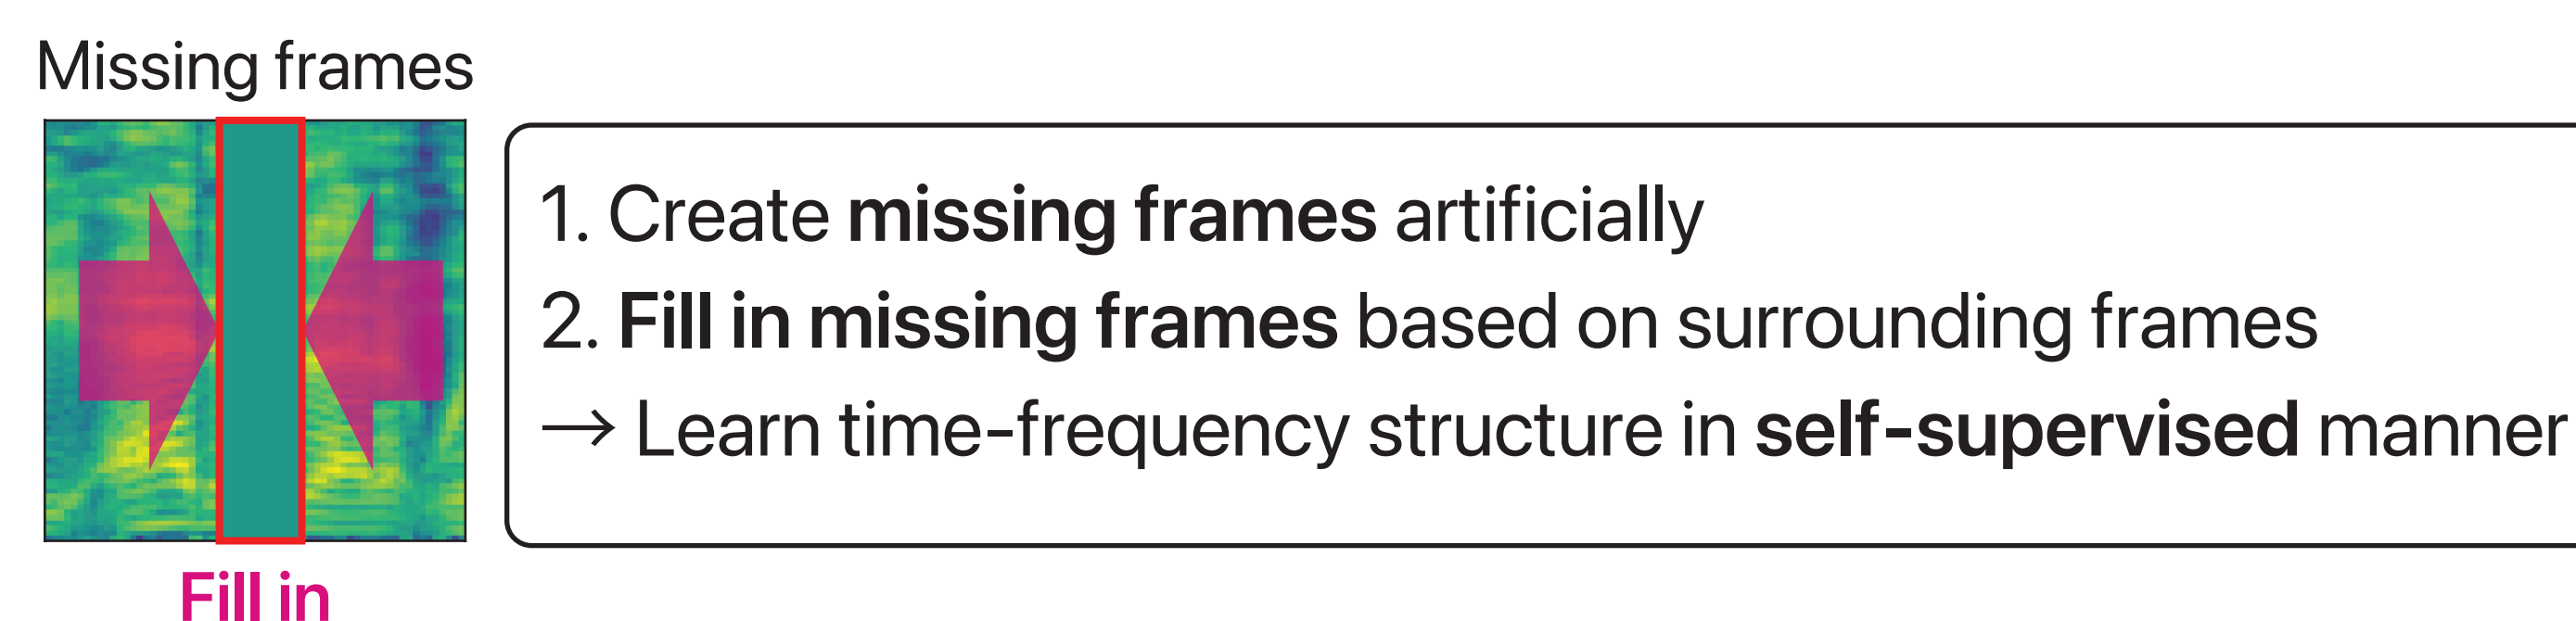 Missing frames
1. Create missing frames artificially
2. Fill in missing frames based on surrounding frames
→ Learn time-frequency structure in self-supervised manner
Fill in